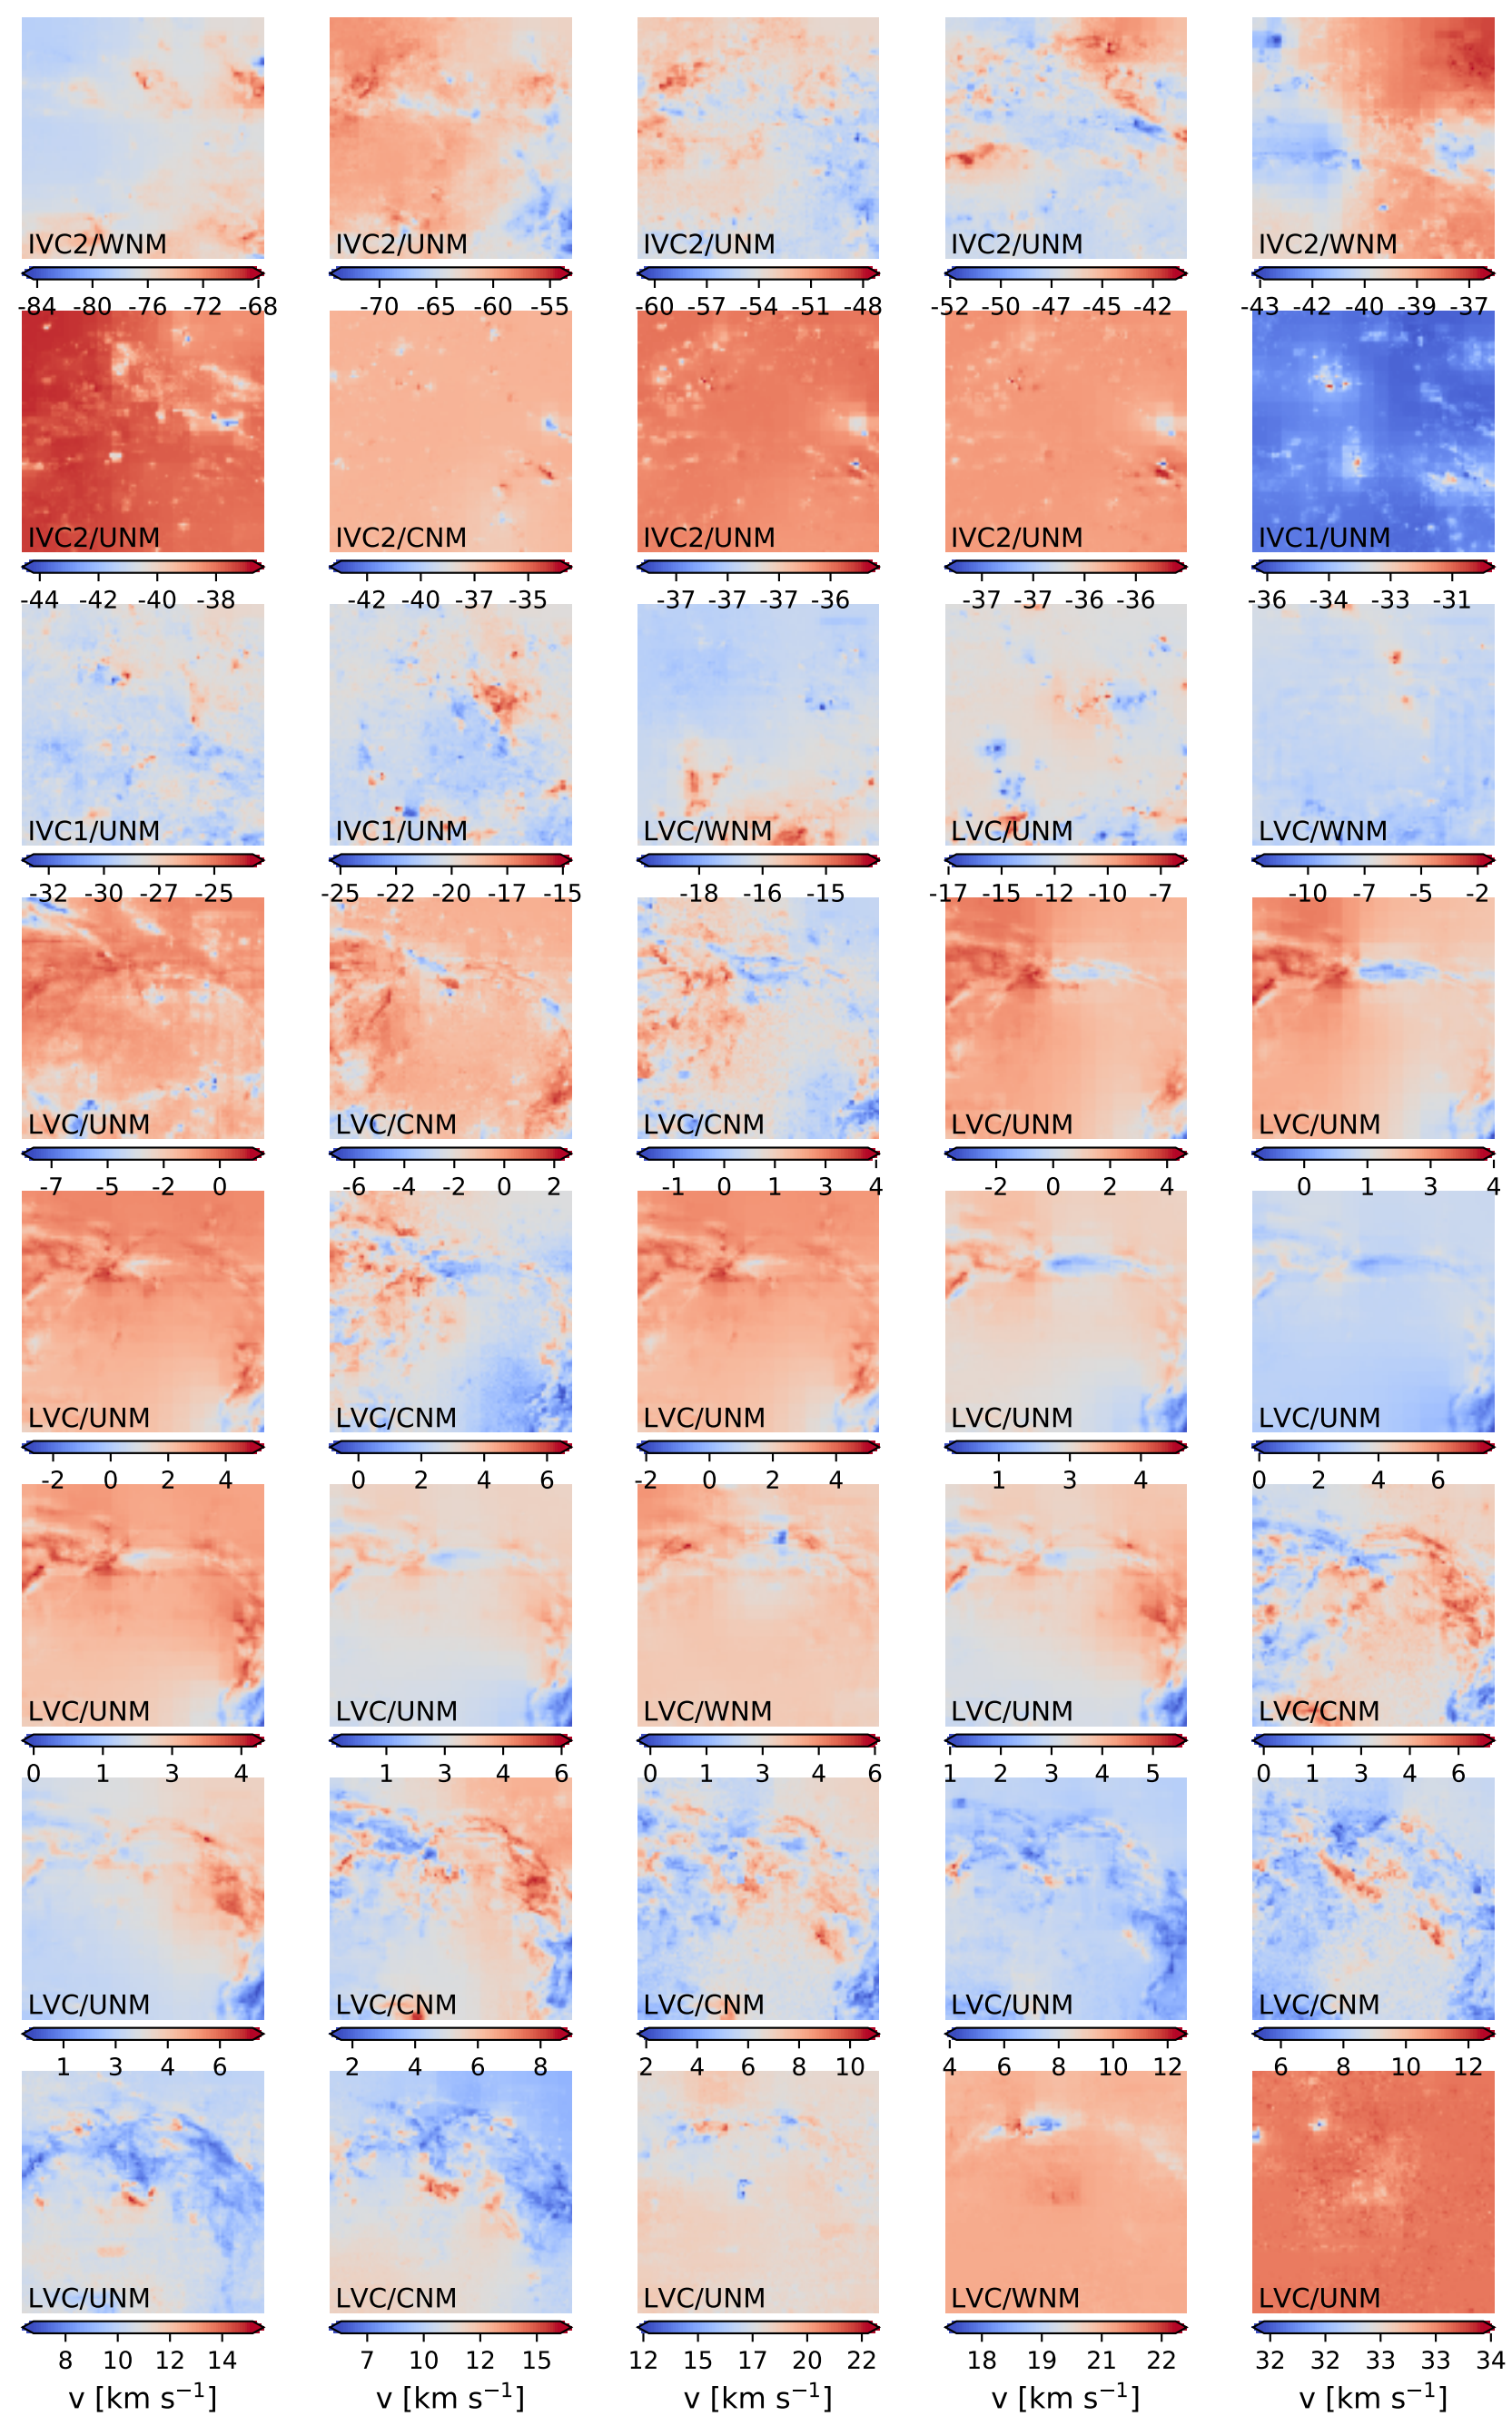 IVC2/WNM IVC2/UNM IVC2/UNM IVC2/UNM IVC2/WNM
-84 -80 -76 -72 -68 -70 -65 -60 -55 -60 -57 -54 -51 -48 -52 -50 -47 -45 -42 -43 -42 -40 -39 -37
IVC2/UNM IVC2/CNM IVC2/UNM IVC2/UNM IVC1/UNM
-44 -42 -40 -38 -42 -40 -37 -35 -37 -37 -37 -36 -37 -37 -36 -36 -36 -34 -33 -31
IVC1/UNM IVC1/UNM LVC/WNM LVC/UNM LVC/WNM
-32 -30 -27 -25 -25 -22 -20 -17 -15 -18 -16 -15 -17 -15 -12 -10 -7 -10 -7 -5 -2
LVC/UNM LVC/CNM LVC/CNM LVC/UNM LVC/UNM
-7 -5 -2 0 -6 -4 -2 0 2 -1 0 1 3 4 -2 0 2 4 0 1 3 4
LVC/UNM LVC/CNM LVC/UNM LVC/UNM LVC/UNM
-2 0 2 4 0 2 4 6 -2 0 2 4 1 3 4 0 2 4 6
LVC/UNM LVC/UNM LVC/WNM LVC/UNM LVC/CNM
0 1 3 4 1 3 4 6 0 1 3 4 6 1 2 3 4 5 0 1 3 4 6
LVC/UNM LVC/CNM LVC/CNM LVC/UNM LVC/CNM
1 3 4 6 2 4 6 8 2 4 6 8 10 4 6 8 10 12 6 8 10 12
LVC/UNM LVC/CNM LVC/UNM LVC/WNM LVC/UNM
8 10 12 14 7 10 12 15 12 15 17 20 22 18 19 21 22 32 32 33 33 34
v [km s⁻¹] v [km s⁻¹] v [km s⁻¹] v [km s⁻¹] v [km s⁻¹]